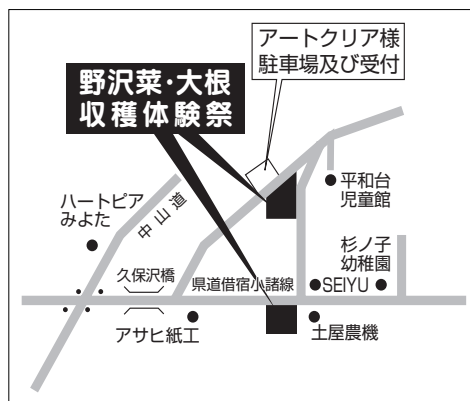 アートクリア様
駐車場及び受付
野沢菜・大根
収穫体験祭
平和台
児童館
ハートピア
みよた
中山道
杉ノ子
幼稚園
久保沢橋
県道借宿小諸線
SEIYU
アサヒ紙工
土屋農機